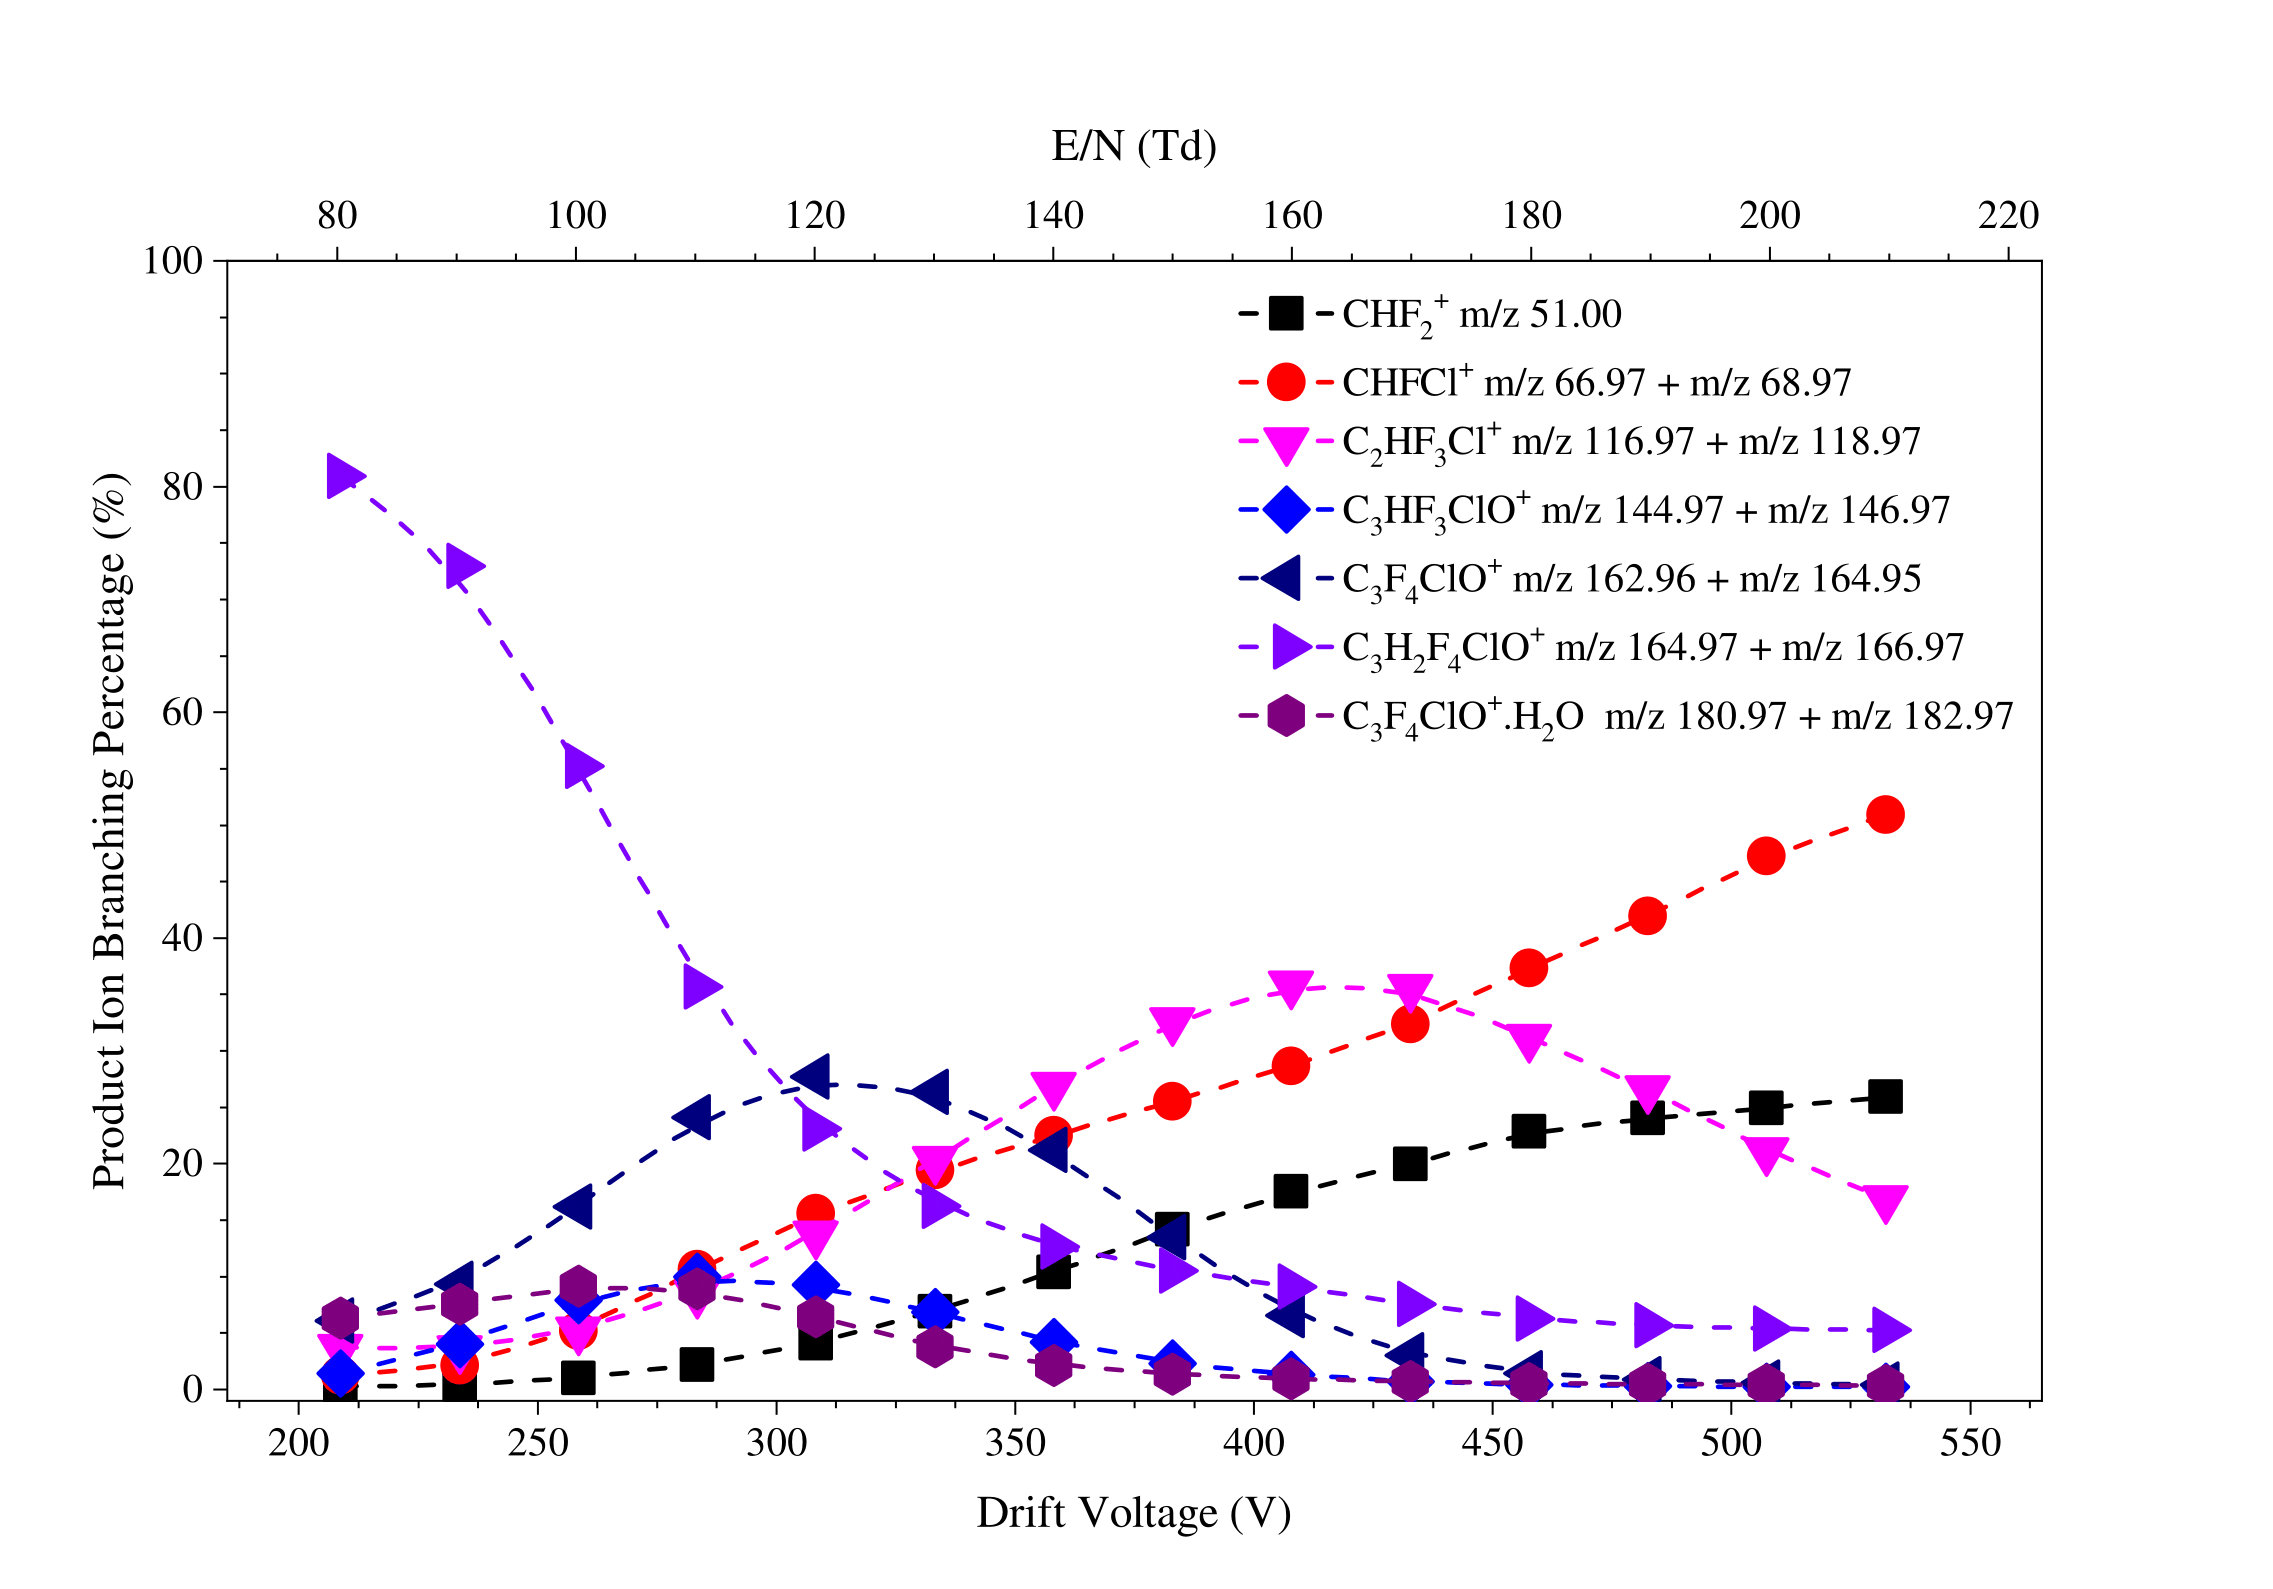 E/N (Td)
80 100 120 140 160 180 200 220
100
80
60
40
20
0
Product Ion Branching Percentage (%)
CHF₂⁺ m/z 51.00
CHFCl⁺ m/z 66.97 + m/z 68.97
C₂HF₃Cl⁺ m/z 116.97 + m/z 118.97
C₃HF₃ClO⁺ m/z 144.97 + m/z 146.97
C₃F₄ClO⁺ m/z 162.96 + m/z 164.95
C₃H₂F₄ClO⁺ m/z 164.97 + m/z 166.97
C₃F₄ClO⁺.H₂O m/z 180.97 + m/z 182.97
200 250 300 350 400 450 500 550
Drift Voltage (V)